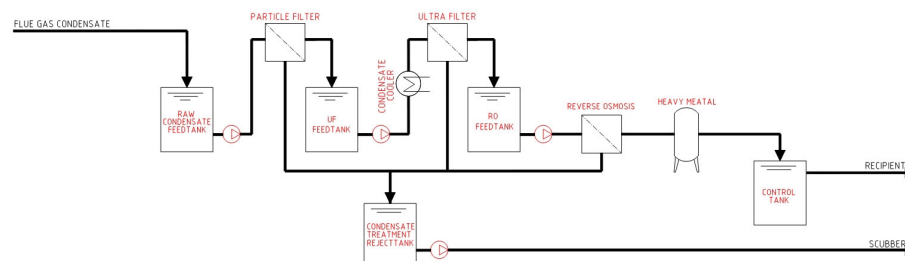 FLUE GAS CONDENSATE
PARTICLE FILTER
ULTRA FILTER
CONDENSATE
COOLER
RAW
CONDENSATE
FEEDTANK
UF
FEEDTANK
RO
FEEDTANK
REVERSE OSMOSIS
HEAVY MEATAL
CONTROL
TANK
RECIPIENT
CONDENSATE
TREATMENT
REJECTTANK
SCUBBER